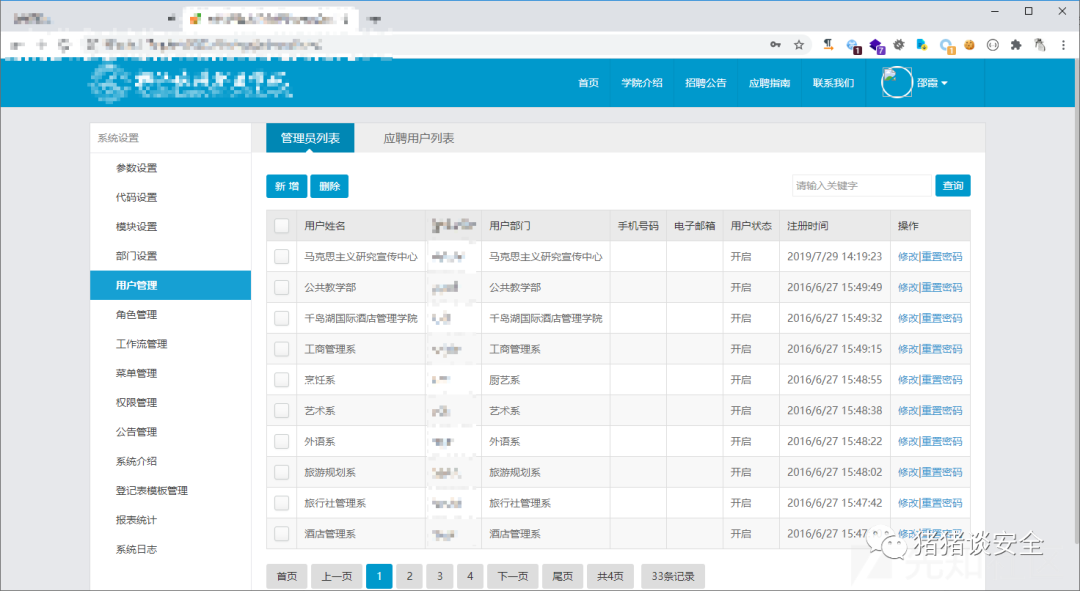 首页 学院介绍 招聘公告 应聘指南 联系我们 邵霞
系统设置
参数设置
代码设置
模块设置
部门设置
用户管理
角色管理
工作流管理
菜单管理
权限管理
公告管理
系统介绍
登记表模板管理
报表统计
系统日志
管理员列表 应聘用户列表
新 增 删除 请输入关键字 查询
用户姓名 用户部门 手机号码 电子邮箱 用户状态 注册时间 操作
马克思主义研究宣传中心 马克思主义研究宣传中心 开启 2019/7/29 14:19:23 修改|重置密码
公共教学部 公共教学部 开启 2016/6/27 15:49:49 修改|重置密码
千岛湖国际酒店管理学院 千岛湖国际酒店管理学院 开启 2016/6/27 15:49:32 修改|重置密码
工商管理系 工商管理系 开启 2016/6/27 15:49:15 修改|重置密码
烹饪系 厨艺系 开启 2016/6/27 15:48:55 修改|重置密码
艺术系 艺术系 开启 2016/6/27 15:48:38 修改|重置密码
外语系 外语系 开启 2016/6/27 15:48:22 修改|重置密码
旅游规划系 旅游规划系 开启 2016/6/27 15:48:02 修改|重置密码
旅行社管理系 旅行社管理系 开启 2016/6/27 15:47:42 修改|重置密码
酒店管理系 酒店管理系 开启 2016/6/27 15:47 修改|重置密码
首页 上一页 1 2 3 4 下一页 尾页 共4页 33条记录
猪猪谈安全
先知